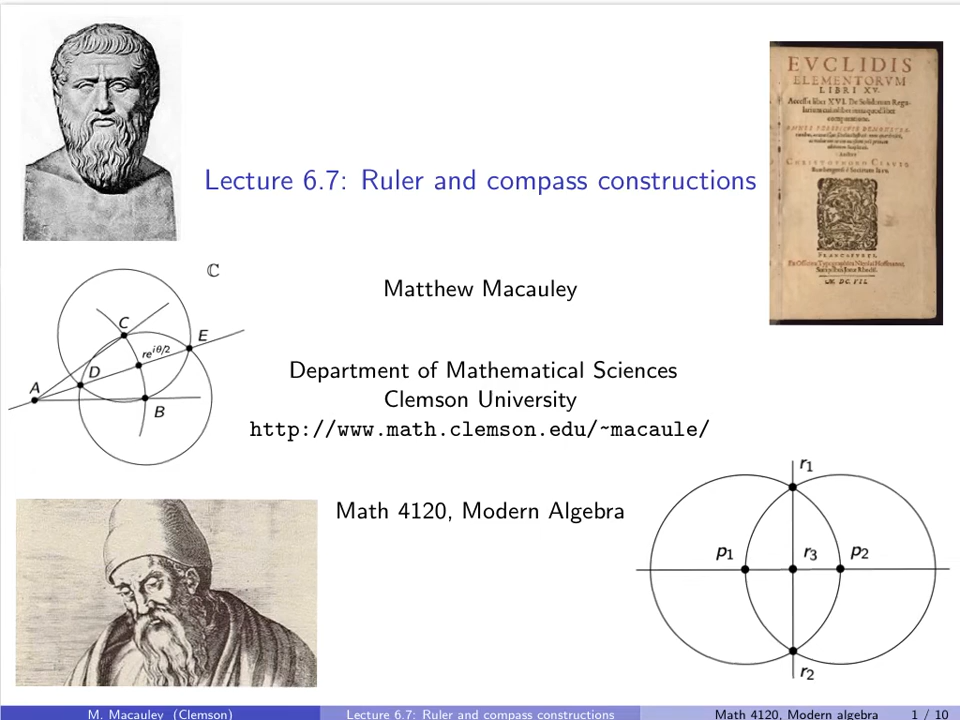 Lecture 6.7: Ruler and compass constructions
EVCLIDIS
ELEMENTORVM
LIBRI XV.
Matthew Macauley
Department of Mathematical Sciences
Clemson University
http://www.math.clemson.edu/~macaule/
Math 4120, Modern Algebra
ℂ
C
E
re^{iθ/2}
D
A
B
r₁
p₁
r₃
p₂
r₂
M. Macauley (Clemson)
Lecture 6.7: Ruler and compass constructions
Math 4120, Modern algebra
1 / 10